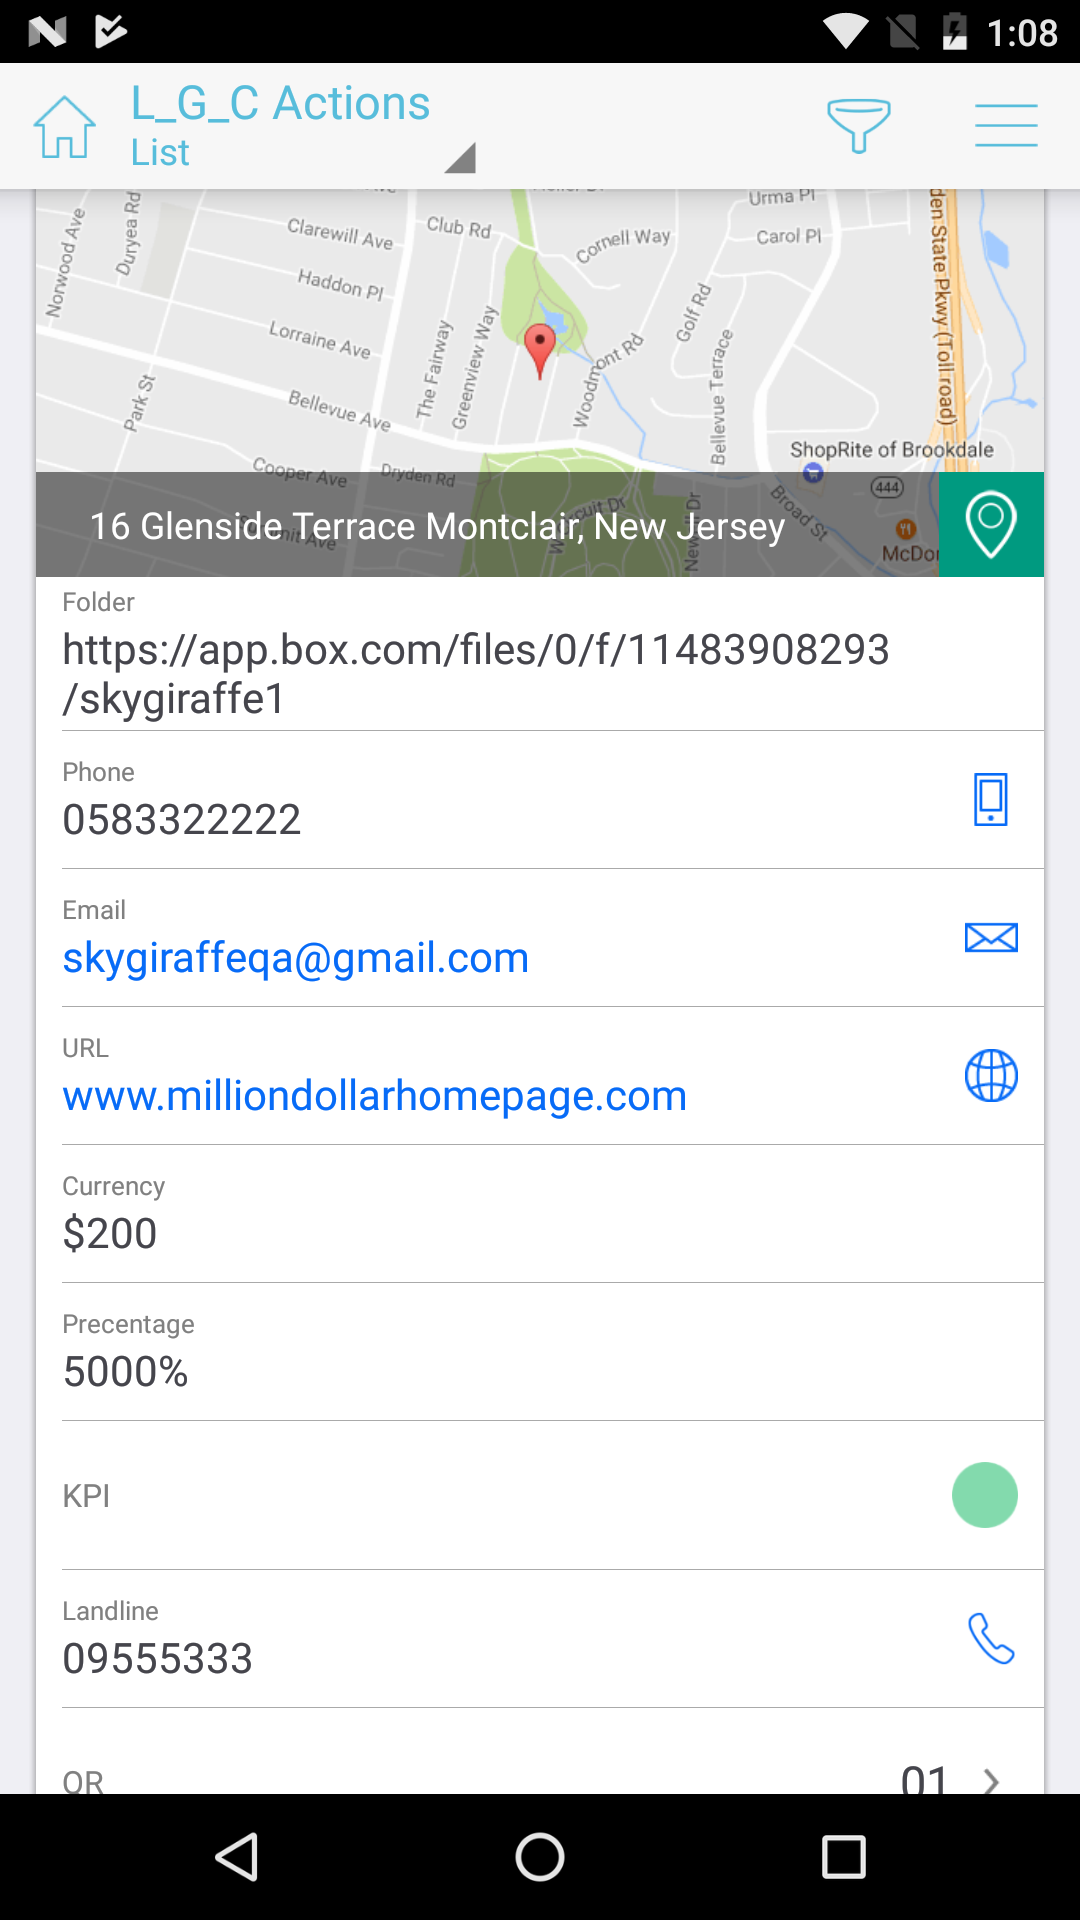 1:08
L_G_C Actions
List
Urma Pl
Norwood Ave
Duryea Rd
Clarewill Ave
Club Rd
Cornell Way
Carol Pl
Haddon Pl
Golf Rd
den State Pkwy (Toll road)
Lorraine Ave
The Fairway
Greenview Way
Woodmont Rd
Bellevue Terrace
Park St
Bellevue Ave
ShopRite of Brookdale
Cooper Ave
Dryden Rd
444
Broad St
16 Glenside Terrace Montclair, New Jersey
McDo
Folder
https://app.box.com/files/0/f/11483908293
/skygiraffe1
Phone
0583322222
Email
skygiraffeqa@gmail.com
URL
www.milliondollarhomepage.com
Currency
$200
Precentage
5000%
KPI
Landline
09555333
QR
01